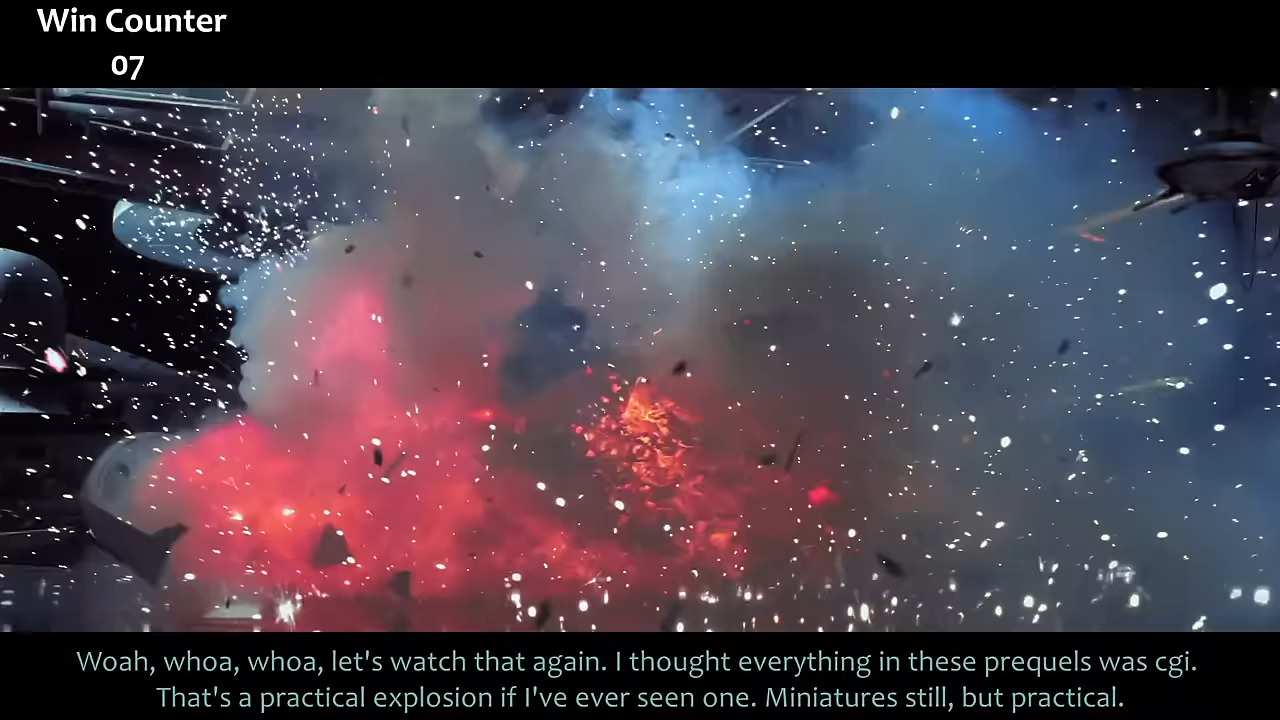 Win Counter
07
Woah, whoa, whoa, let's watch that again. I thought everything in these prequels was cgi.
That's a practical explosion if I've ever seen one. Miniatures still, but practical.